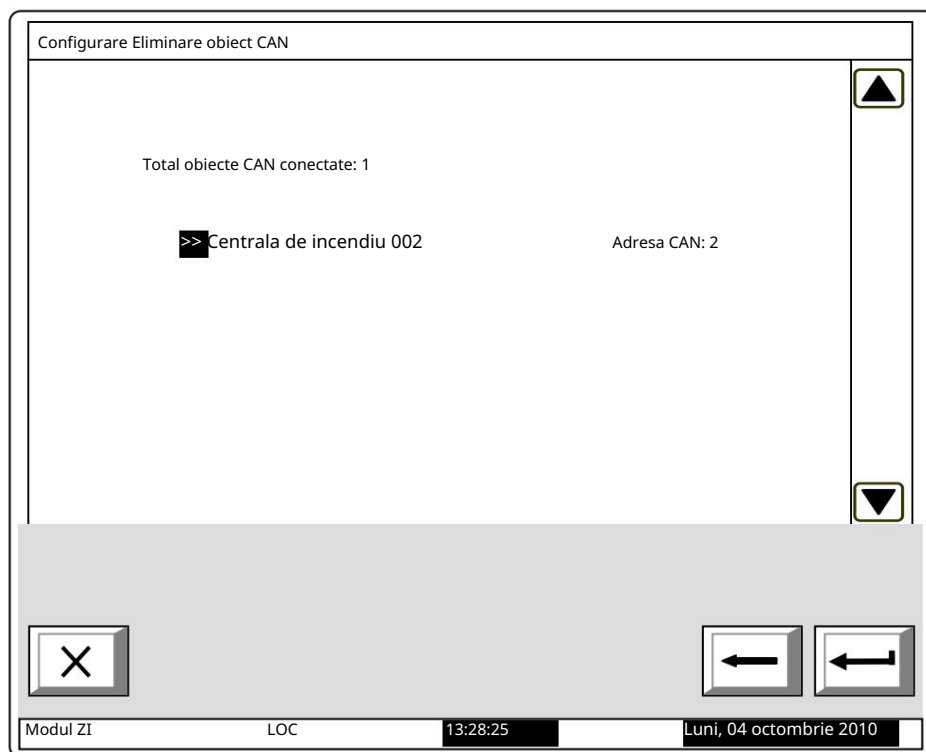 Configurare Eliminare obiect CAN
Total obiecte CAN conectate: 1
>> Centrala de incendiu 002 Adresa CAN: 2
Modul ZI LOC 13:28:25 Luni, 04 octombrie 2010